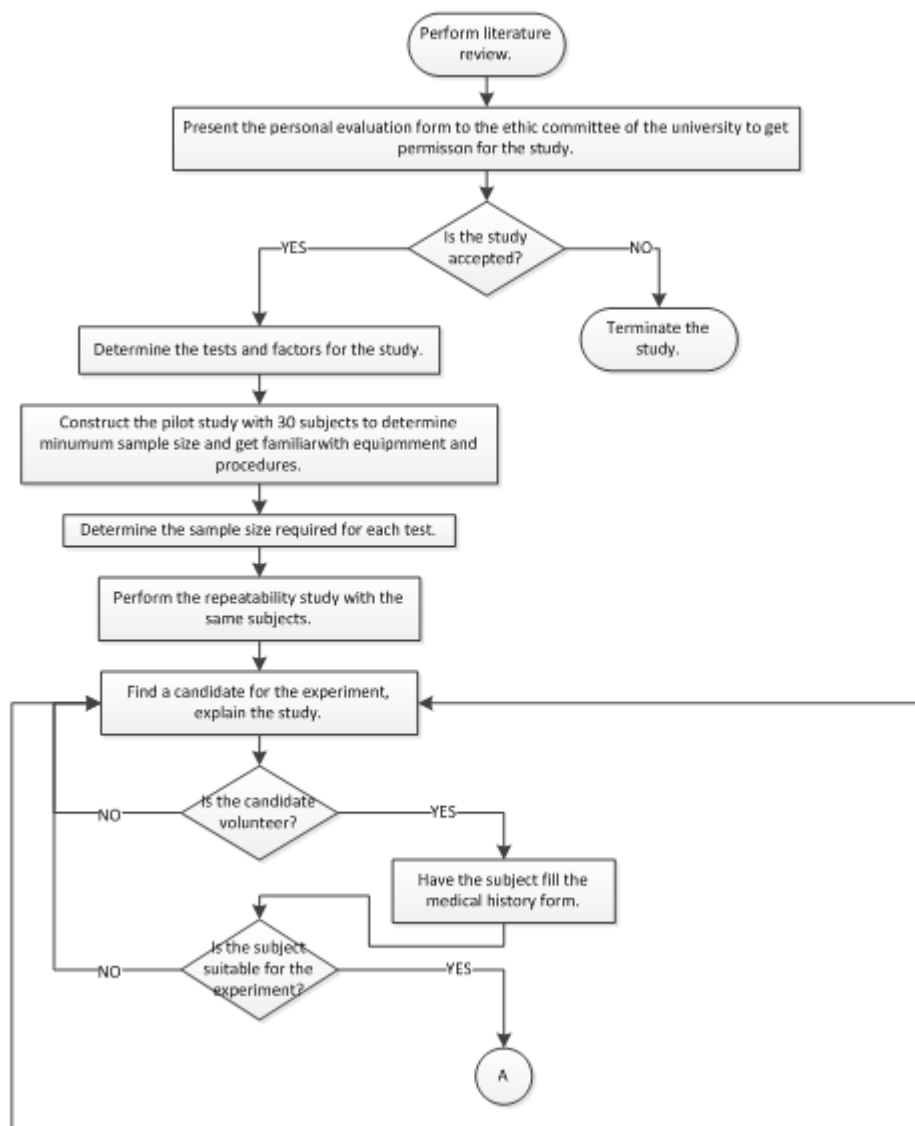 Perform literature
review.
Present the personal evaluation form to the ethic committee of the university to get
permisson for the study.
Is the study
accepted?
YES
NO
Terminate the
study.
Determine the tests and factors for the study.
Construct the pilot study with 30 subjects to determine
minumum sample size and get familiarwith equipmment and
procedures.
Determine the sample size required for each test.
Perform the repeatability study with the
same subjects.
Find a candidate for the experiment,
explain the study.
Is the candidate
volunteer?
NO
YES
Have the subject fill the
medical history form.
Is the subject
suitable for the
experiment?
NO
YES
A